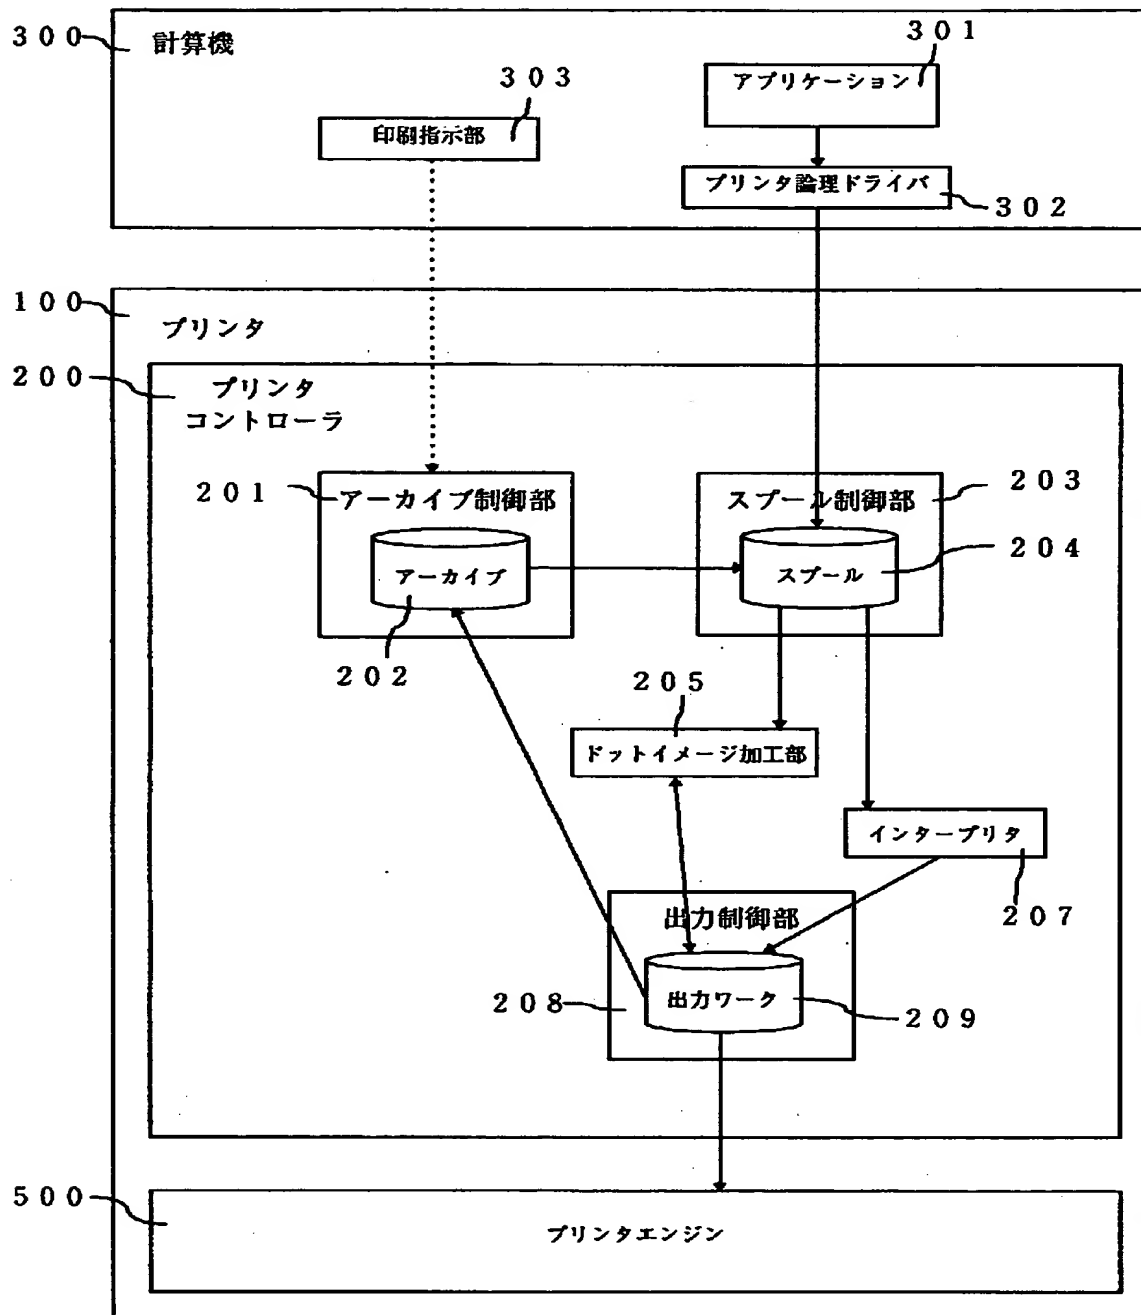 ３００
計算機
３０１
アプリケーション
３０３
印刷指示部
プリンタ論理ドライバ
３０２
１００
プリンタ
２００
プリンタ
コントローラ
２０１
アーカイブ制御部
スプール制御部
２０３
アーカイブ
スプール
２０４
２０２
２０５
ドットイメージ加工部
インタープリタ
２０７
出力制御部
２０８
出力ワーク
２０９
５００
プリンタエンジン